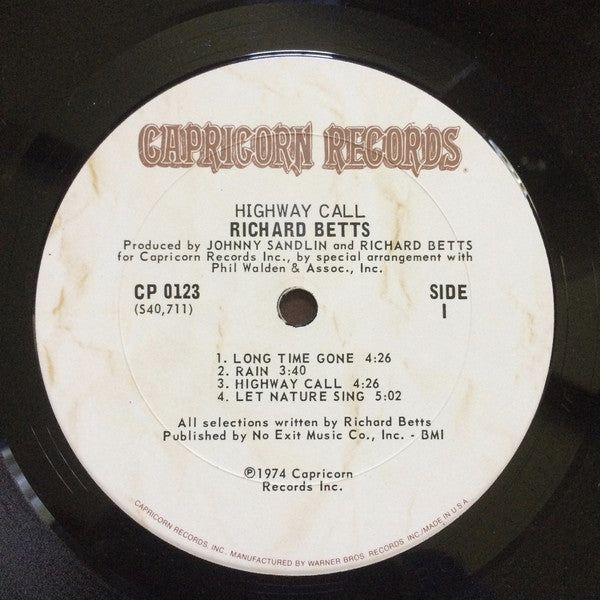 CAPRICORN RECORDS®
HIGHWAY CALL
RICHARD BETTS
Produced by JOHNNY SANDLIN and RICHARD BETTS
for Capricorn Records Inc., by special arrangement with
Phil Walden & Assoc., Inc.
CP 0123
(S40,711)
SIDE
1
1. LONG TIME GONE 4:26
2. RAIN 3:40
3. HIGHWAY CALL 4:26
4. LET NATURE SING 5:02
All selections written by Richard Betts
Published by No Exit Music Co., Inc. - BMI
℗1974 Capricorn
Records Inc.
CAPRICORN RECORDS, INC., MANUFACTURED BY WARNER BROS. RECORDS, INC./MADE IN U.S.A